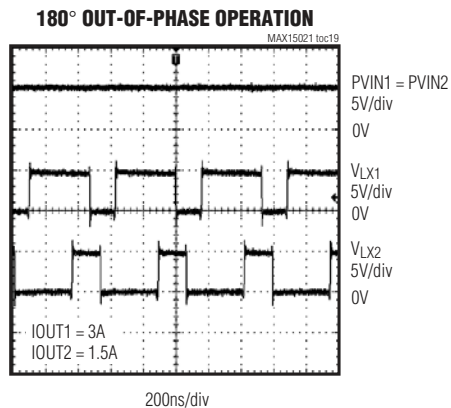 180° OUT-OF-PHASE OPERATION
MAX15021 toc19
T
PVIN1 = PVIN2
5V/div
0V
VLX1
5V/div
0V
VLX2
5V/div
0V
IOUT1 = 3A
IOUT2 = 1.5A
200ns/div